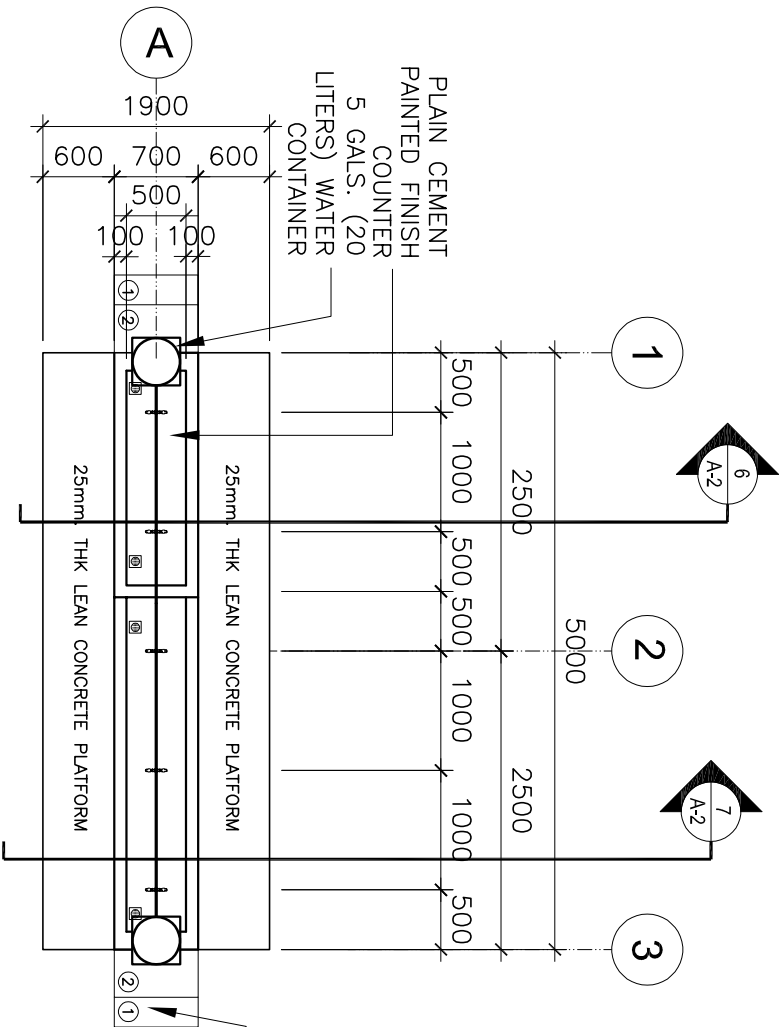 A
1900
600
700
600
500
100
100
1
2
PLAIN CEMENT
PAINTED FINISH
COUNTER
5 GALS. (20
LITERS) WATER
CONTAINER
1
2
3
6
A-2
7
A-2
5000
2500
2500
500
1000
500
500
1000
1000
500
25mm. THK LEAN CONCRETE PLATFORM
25mm. THK LEAN CONCRETE PLATFORM
2
1